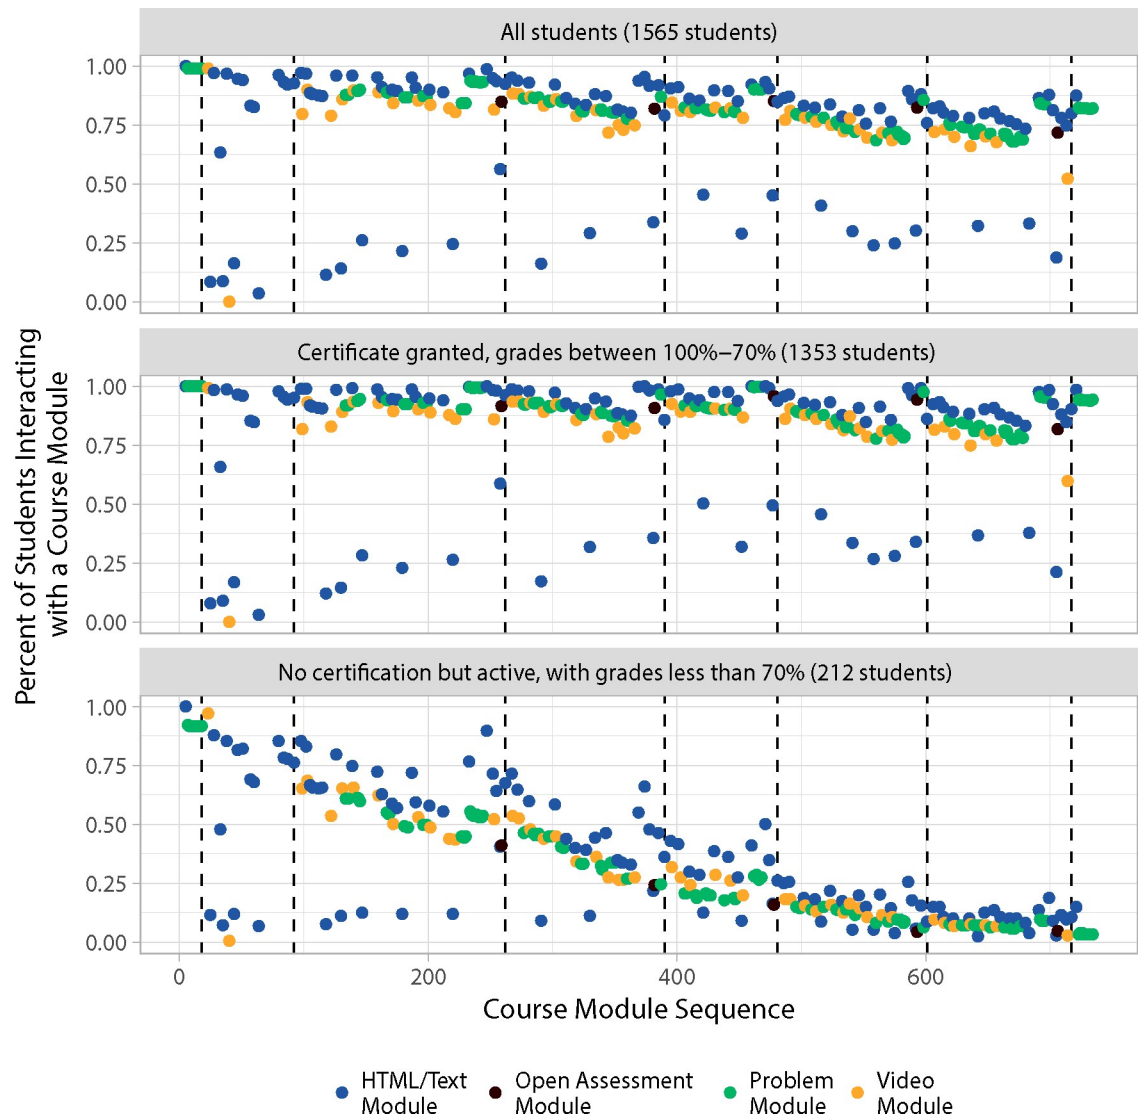 All students (1565 students)
1.00
0.75
0.50
0.25
0.00
Certificate granted, grades between 100%–70% (1353 students)
1.00
0.75
0.50
0.25
0.00
No certification but active, with grades less than 70% (212 students)
1.00
0.75
0.50
0.25
0.00
Percent of Students Interacting
with a Course Module
0 200 400 600
Course Module Sequence
HTML/Text
Module
Open Assessment
Module
Problem
Module
Video
Module